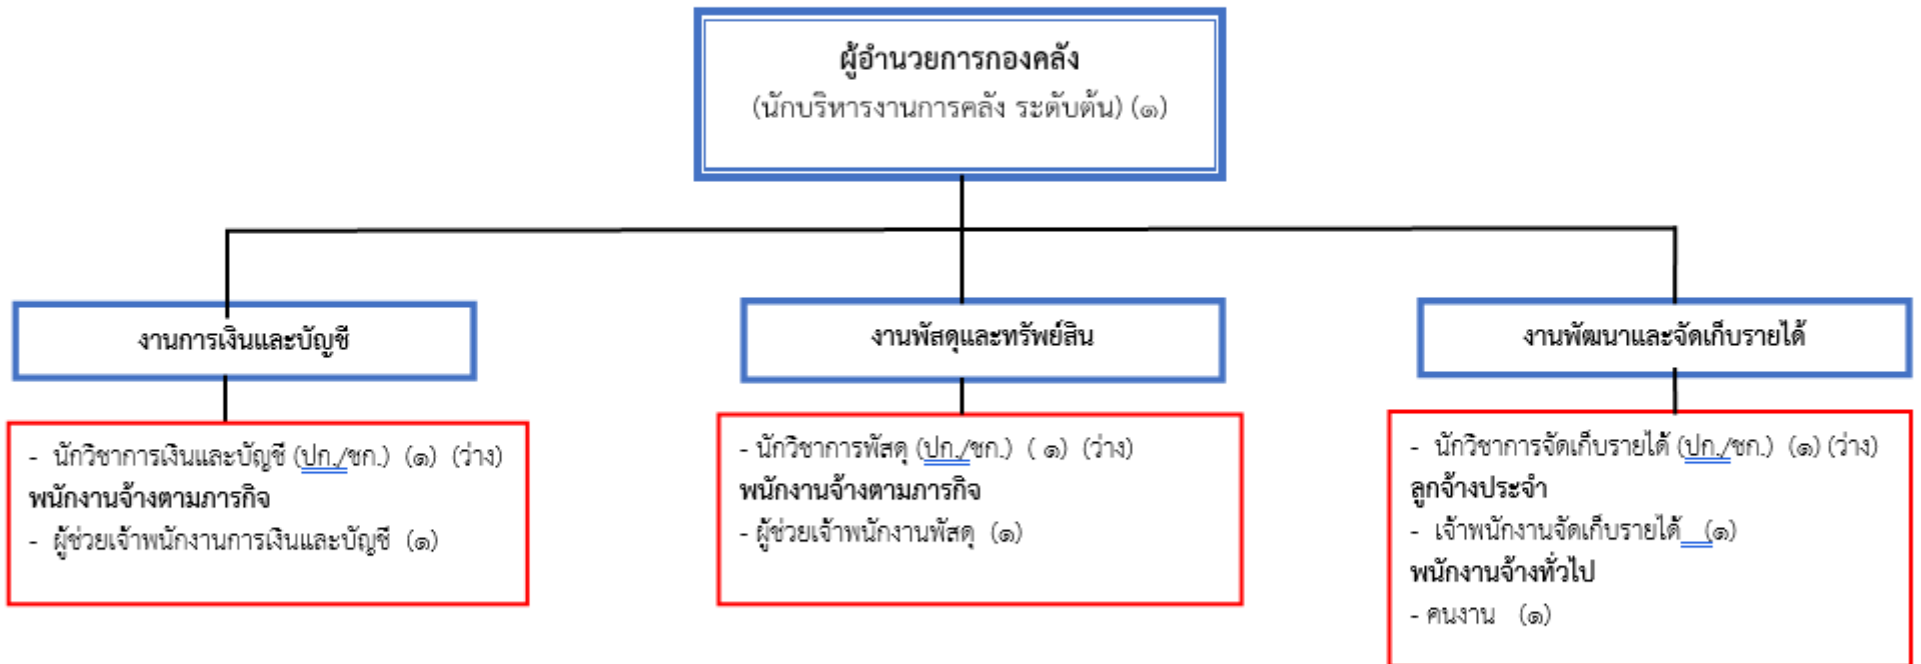 ผู้อำนวยการกองคลัง
(นักบริหารงานการคลัง ระดับต้น) (๑)
งานการเงินและบัญชี
- นักวิชาการเงินและบัญชี (ปก./ชก.) (๑) (ว่าง)
พนักงานจ้างตามภารกิจ
- ผู้ช่วยเจ้าพนักงานการเงินและบัญชี (๑)
งานพัสดุและทรัพย์สิน
- นักวิชาการพัสดุ (ปก./ชก.) ( ๑) (ว่าง)
พนักงานจ้างตามภารกิจ
- ผู้ช่วยเจ้าพนักงานพัสดุ (๑)
งานพัฒนาและจัดเก็บรายได้
- นักวิชาการจัดเก็บรายได้ (ปก./ชก.) (๑) (ว่าง)
ลูกจ้างประจำ
- เจ้าพนักงานจัดเก็บรายได้ (๑)
พนักงานจ้างทั่วไป
- คนงาน (๑)